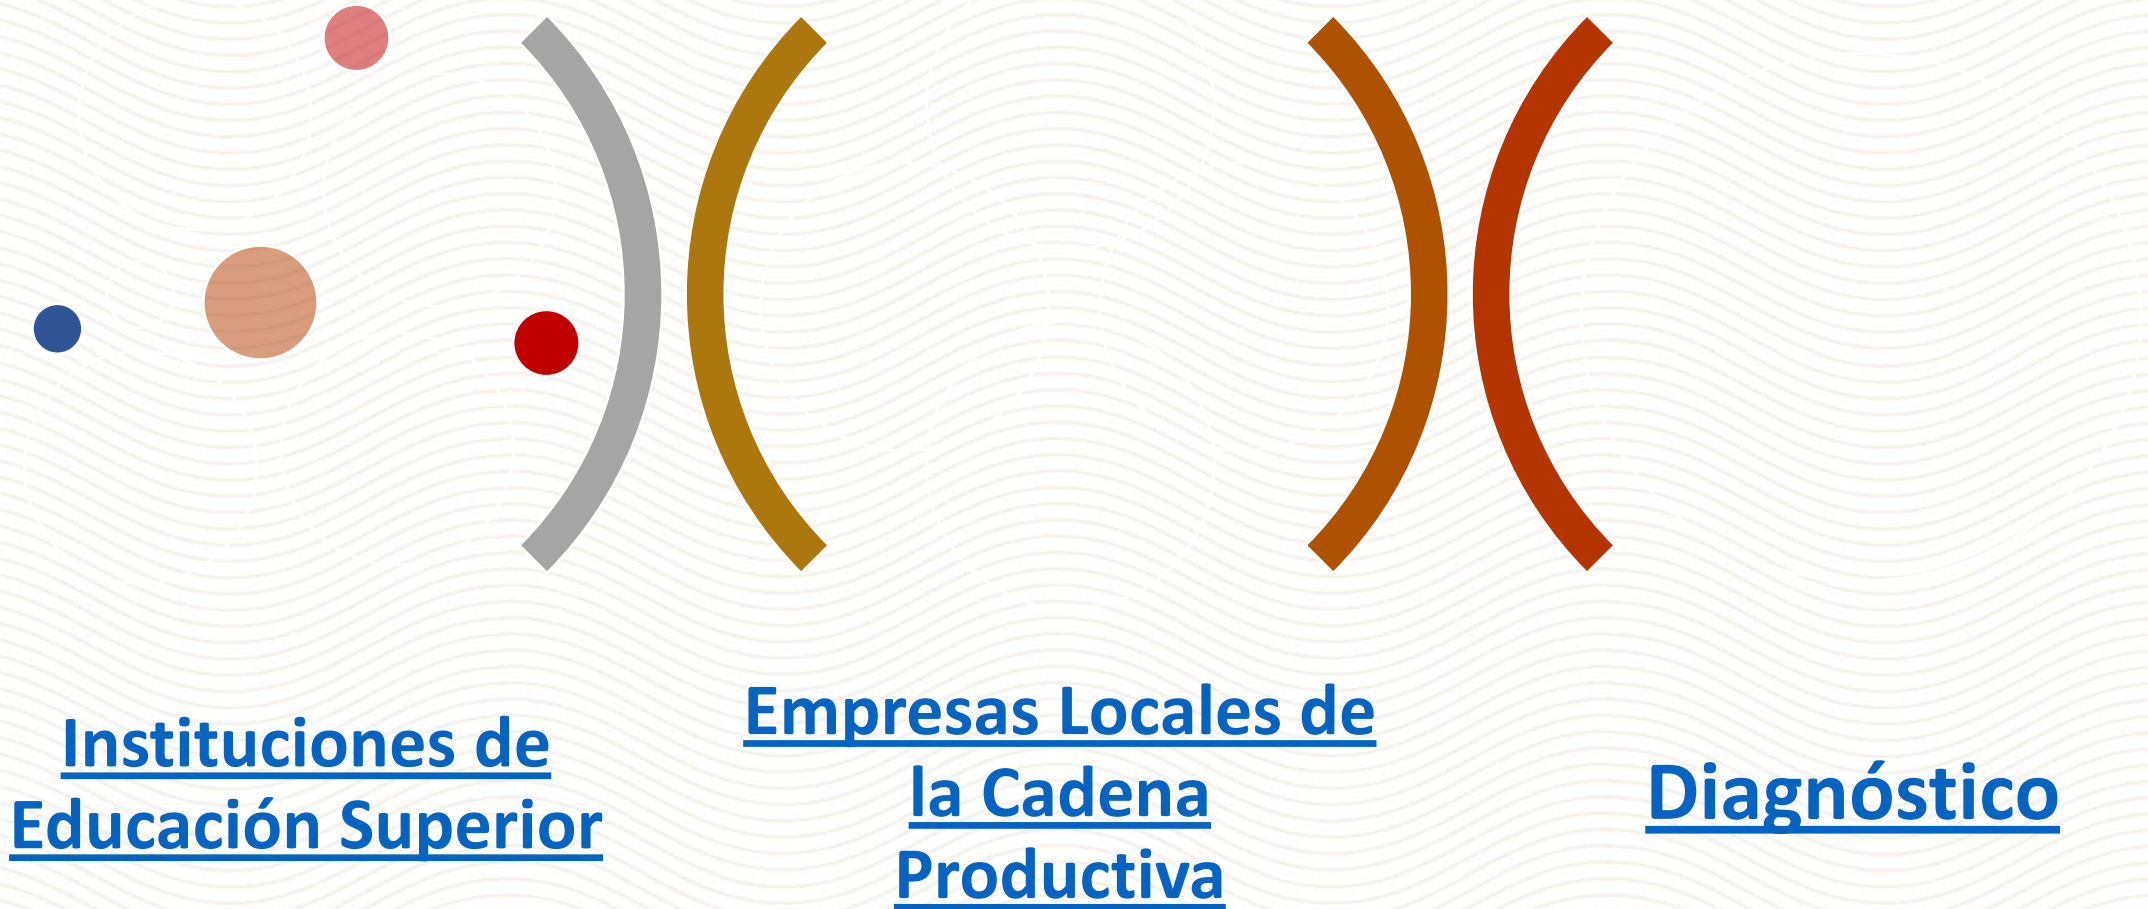 Instituciones de
Educación Superior
Empresas Locales de
la Cadena
Productiva
Diagnóstico